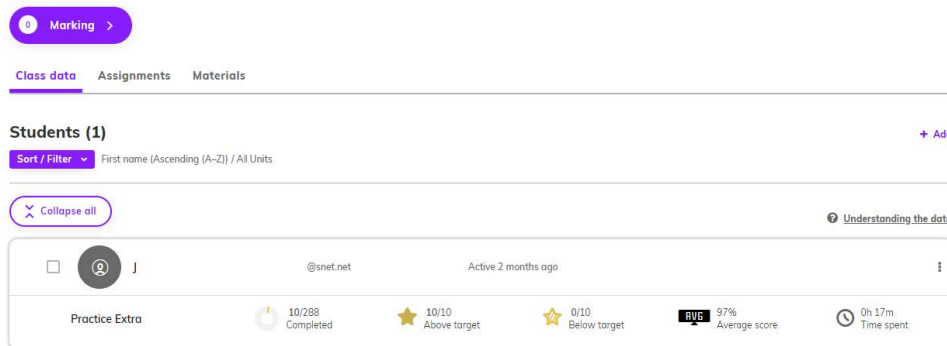 0 Marking >
Class data Assignments Materials
Students (1)
+ Add
Sort / Filter First name (Ascending (A–Z)) / All Units
Collapse all
Understanding the data
J @snet.net Active 2 months ago
Practice Extra
10/288 10/10 0/10 AVG 97% 0h 17m
Completed Above target Below target Average score Time spent